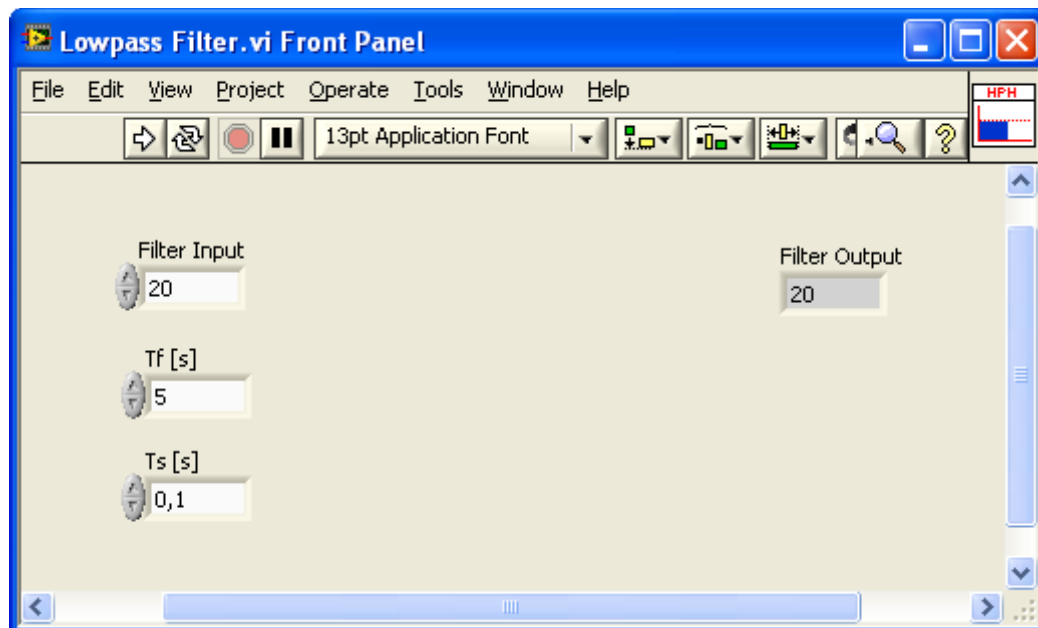 Lowpass Filter.vi Front Panel
File Edit View Project Operate Tools Window Help
HPH
13pt Application Font
?
Filter Input
20
Filter Output
20
Tf [s]
5
Ts [s]
0,1